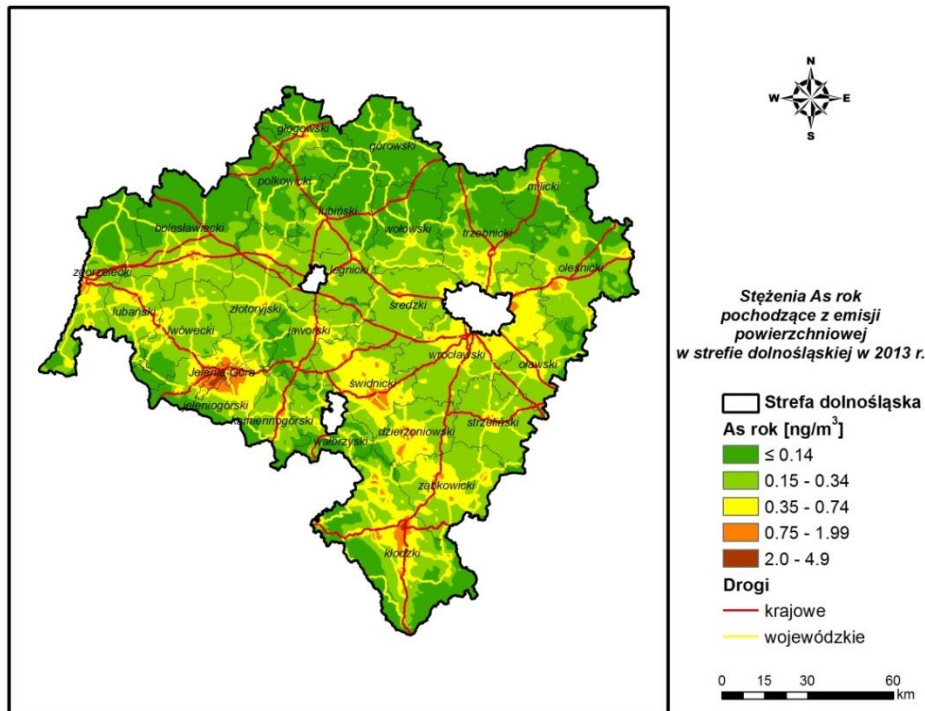 głogowski
górowski
polkowicki
milicki
lubiński
bolesławiecki
wołowski
trzebnicki
zgorzelecki
legnicki
oleśnicki
średzki
lubański
złotoryjski
lwówecki
jaworski
wrocławski
oławski
Jelenia Góra
świdnicki
jeleniogórski
kamiennogórski
strzeliński
dzierżoniowski
wałbrzyski
ząbkowicki
kłodzki
N
W
E
S
Stężenia As rok
pochodzące z emisji
powierzchniowej
w strefie dolnośląskiej w 2013 r.
Strefa dolnośląska
As rok [ng/m³]
≤ 0.14
0.15 - 0.34
0.35 - 0.74
0.75 - 1.99
2.0 - 4.9
Drogi
krajowe
wojewódzkie
0 15 30 60
km